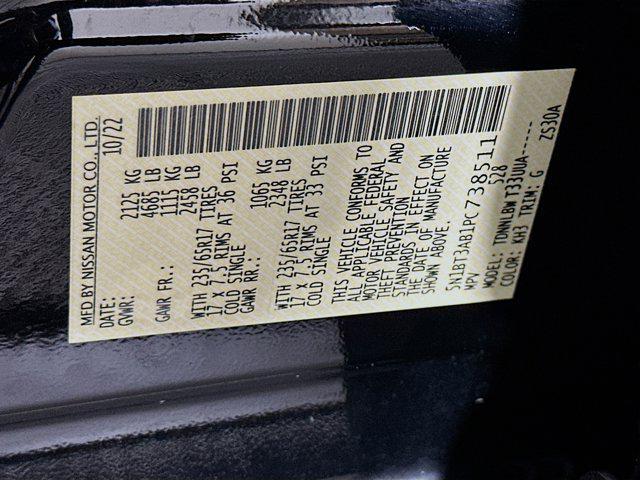 MFD BY NISSAN MOTOR CO., LTD.
DATE: 10/22
GVWR: 2125 KG
4685 LB
GAWR FR.: 1115 KG
2458 LB
WITH 235/65R17 TIRES
17 X 7.5 RIMS AT 36 PSI
COLD SINGLE
GAWR RR.: 1065 KG
2348 LB
WITH 235/65R17 TIRES
17 X 7.5 RIMS AT 33 PSI
COLD SINGLE
THIS VEHICLE CONFORMS TO
ALL APPLICABLE FEDERAL
MOTOR VEHICLE SAFETY AND
THEFT PREVENTION
STANDARDS IN EFFECT ON
THE DATE OF MANUFACTURE
SHOWN ABOVE.
5N1BT3AB1PC738511
MPV 528
MODEL: TDNNLBW T33UUA------
COLOR: KH3 TRIM: G ZS30A